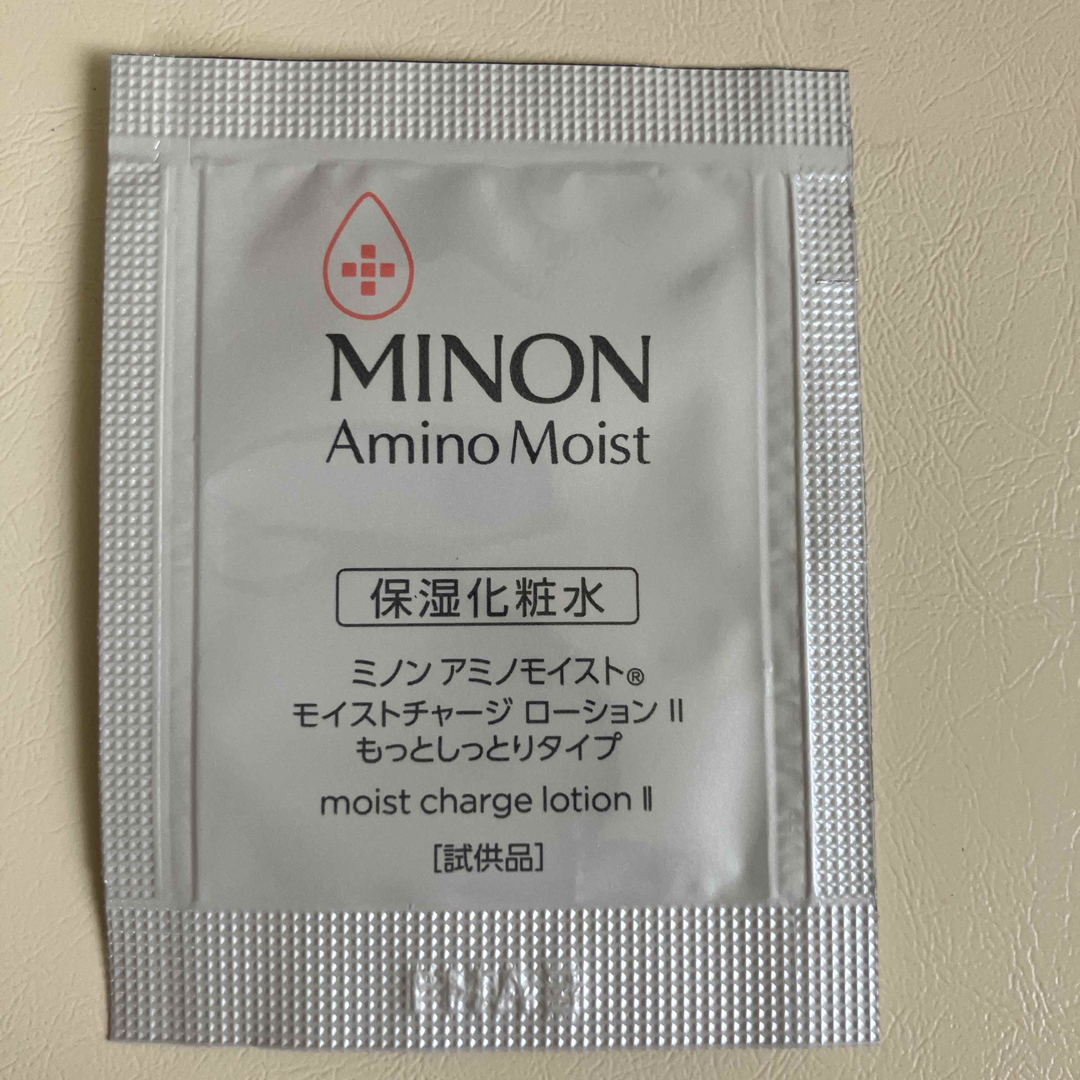 MINON
Amino Moist
保湿化粧水
ミノン アミノモイスト®
モイストチャージ ローション II
もっとしっとりタイプ
moist charge lotion II
[試供品]